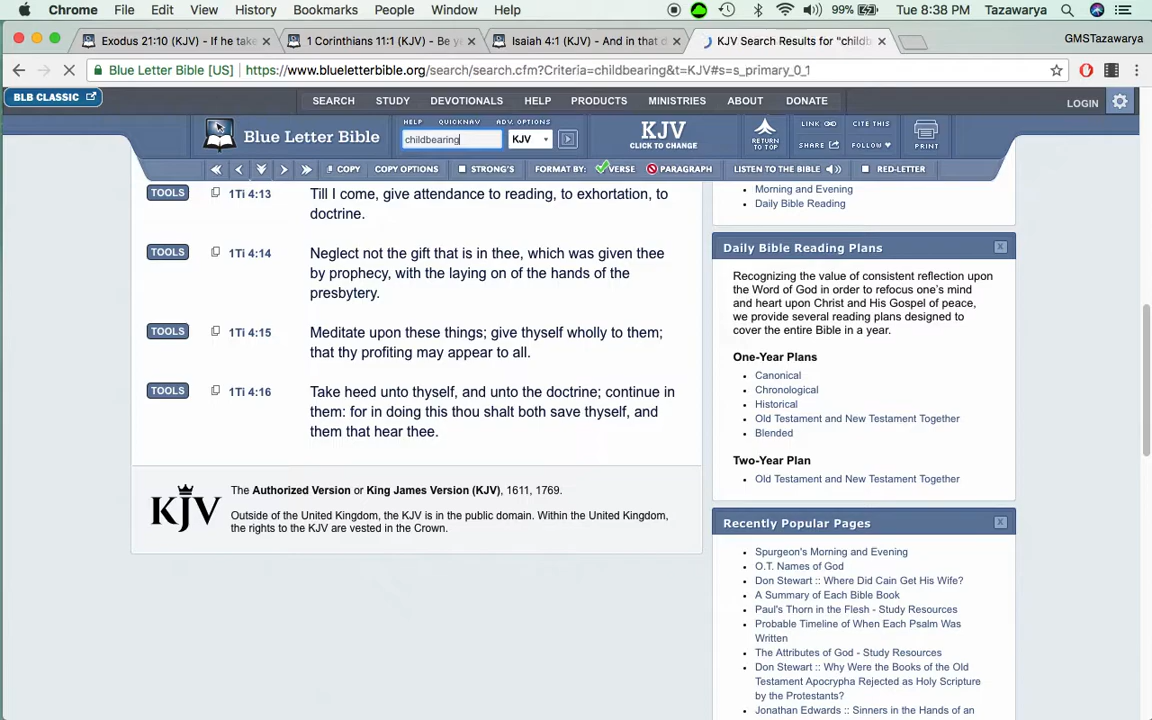 Chrome File Edit View History Bookmarks People Window Help 99% Tue 8:38 PM Tazawarya
Exodus 21:10 (KJV) - If he take × 1 Corinthians 11:1 (KJV) - Be y × Isaiah 4:1 (KJV) - And in that d × KJV Search Results for "childb × GMSTazawarya
Blue Letter Bible [US] https://www.blueletterbible.org/search/search.cfm?Criteria=childbearing&t=KJV#s=s_primary_0_1
BLB CLASSIC SEARCH STUDY DEVOTIONALS HELP PRODUCTS MINISTRIES ABOUT DONATE LOGIN
HELP QUICKNAV ADV. OPTIONS
Blue Letter Bible childbearing KJV
KJV
CLICK TO CHANGE
RETURN TO TOP
LINK CITE THIS
SHARE FOLLOW
PRINT
COPY COPY OPTIONS STRONG'S FORMAT BY: VERSE PARAGRAPH LISTEN TO THE BIBLE RED-LETTER
TOOLS 1Ti 4:13 Till I come, give attendance to reading, to exhortation, to
doctrine.
TOOLS 1Ti 4:14 Neglect not the gift that is in thee, which was given thee
by prophecy, with the laying on of the hands of the
presbytery.
TOOLS 1Ti 4:15 Meditate upon these things; give thyself wholly to them;
that thy profiting may appear to all.
TOOLS 1Ti 4:16 Take heed unto thyself, and unto the doctrine; continue in
them: for in doing this thou shalt both save thyself, and
them that hear thee.
KJV
The Authorized Version or King James Version (KJV), 1611, 1769.
Outside of the United Kingdom, the KJV is in the public domain. Within the United Kingdom,
the rights to the KJV are vested in the Crown.
Morning and Evening
Daily Bible Reading
Daily Bible Reading Plans
Recognizing the value of consistent reflection upon
the Word of God in order to refocus one's mind
and heart upon Christ and His Gospel of peace,
we provide several reading plans designed to
cover the entire Bible in a year.
One-Year Plans
Canonical
Chronological
Historical
Old Testament and New Testament Together
Blended
Two-Year Plan
Old Testament and New Testament Together
Recently Popular Pages
Spurgeon's Morning and Evening
O.T. Names of God
Don Stewart :: Where Did Cain Get His Wife?
A Summary of Each Bible Book
Paul's Thorn in the Flesh - Study Resources
Probable Timeline of When Each Psalm Was
Written
The Attributes of God - Study Resources
Don Stewart :: Why Were the Books of the Old
Testament Apocrypha Rejected as Holy Scripture
by the Protestants?
Jonathan Edwards :: Sinners in the Hands of an